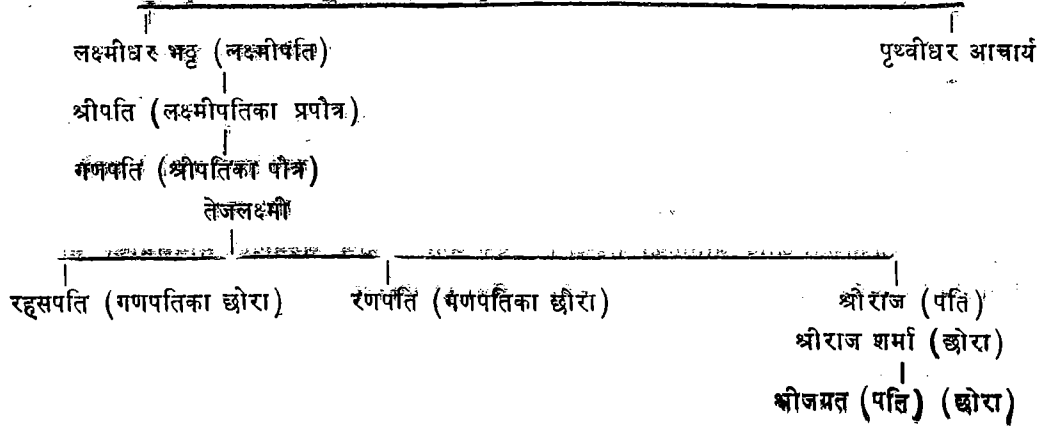 लक्ष्मीधर भट्ट (लक्ष्मीपति) पृथ्वीधर आचार्य
श्रीपति (लक्ष्मीपतिका प्रपौत्र)
गणपति (श्रीपतिका पौत्र)
तेजलक्ष्मी
रहसपति (गणपतिका छोरा) रणपति (गणपतिका छोरा) श्रीराज (पति)
श्रीराज शर्मा (छोरा)
(पति) (छोरा)